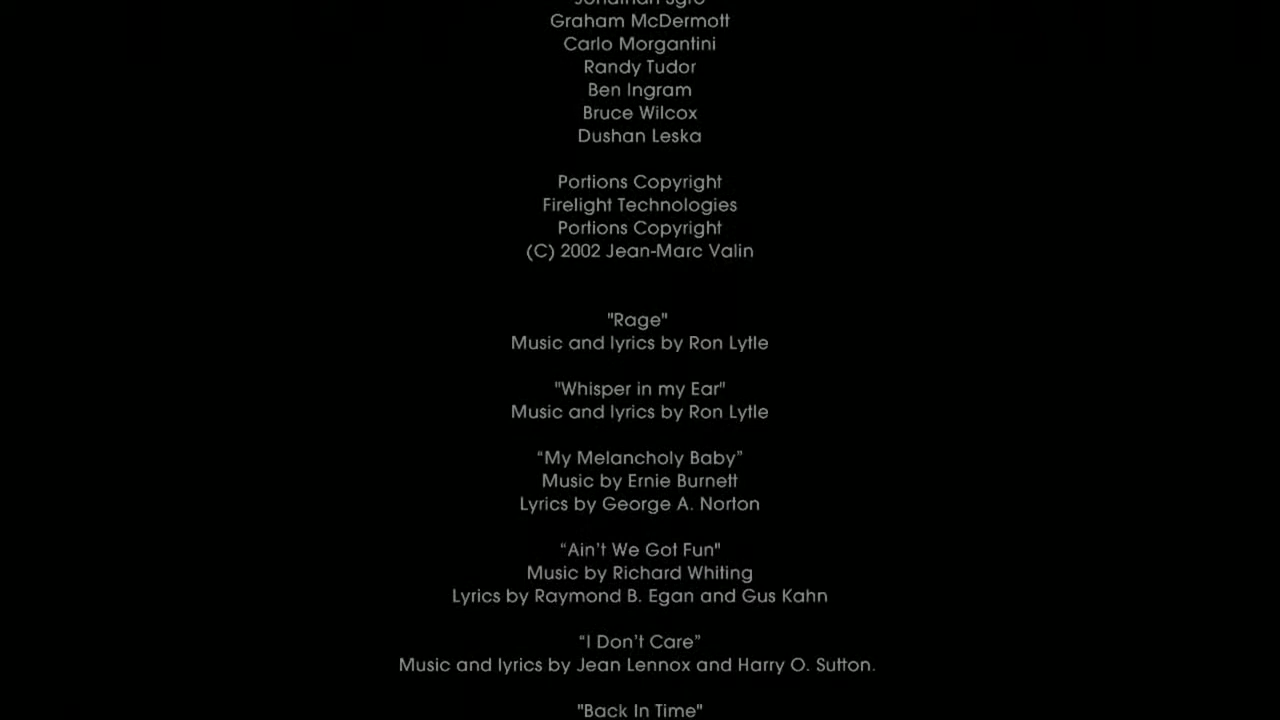 Graham McDermott
Carlo Morgantini
Randy Tudor
Ben Ingram
Bruce Wilcox
Dushan Leska
Portions Copyright
Firelight Technologies
Portions Copyright
(C) 2002 Jean-Marc Valin
"Rage"
Music and lyrics by Ron Lytle
"Whisper in my Ear"
Music and lyrics by Ron Lytle
“My Melancholy Baby”
Music by Ernie Burnett
Lyrics by George A. Norton
“Ain’t We Got Fun"
Music by Richard Whiting
Lyrics by Raymond B. Egan and Gus Kahn
“I Don’t Care”
Music and lyrics by Jean Lennox and Harry O. Sutton.
"Back In Time"